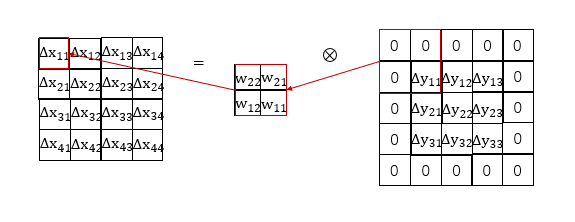 Δx₁₁ Δx₁₂ Δx₁₃ Δx₁₄
Δx₂₁ Δx₂₂ Δx₂₃ Δx₂₄
Δx₃₁ Δx₃₂ Δx₃₃ Δx₃₄
Δx₄₁ Δx₄₂ Δx₄₃ Δx₄₄
=
w₂₂ w₂₁
w₁₂ w₁₁
⊗
0 0 0 0 0
0 Δy₁₁ Δy₁₂ Δy₁₃ 0
0 Δy₂₁ Δy₂₂ Δy₂₃ 0
0 Δy₃₁ Δy₃₂ Δy₃₃ 0
0 0 0 0 0